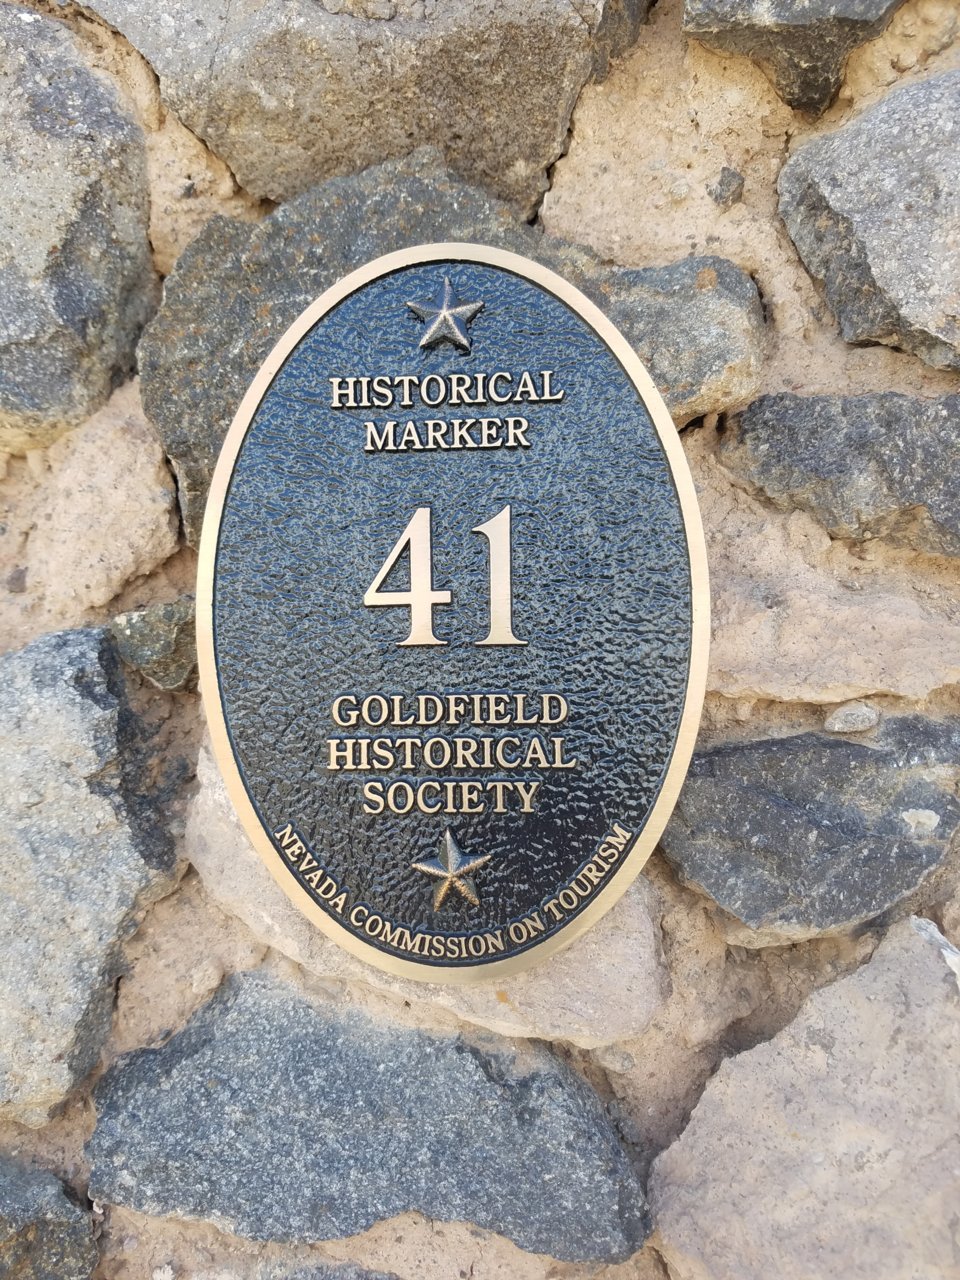 HISTORICAL
MARKER
41
GOLDFIELD
HISTORICAL
SOCIETY
NEVADA COMMISSION ON TOURISM